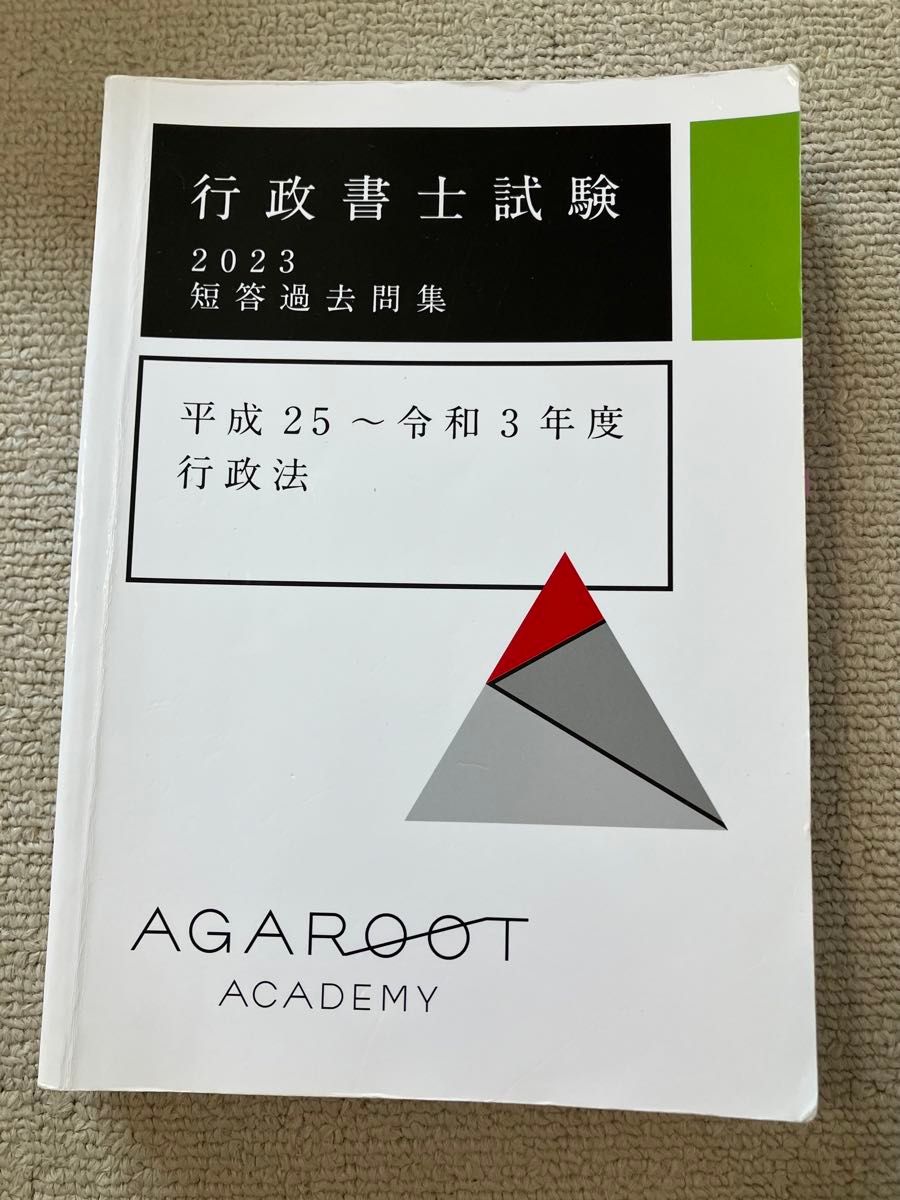 行政書士試験
2023
短答過去問集
平成25～令和3年度
行政法
AGAROOT
ACADEMY